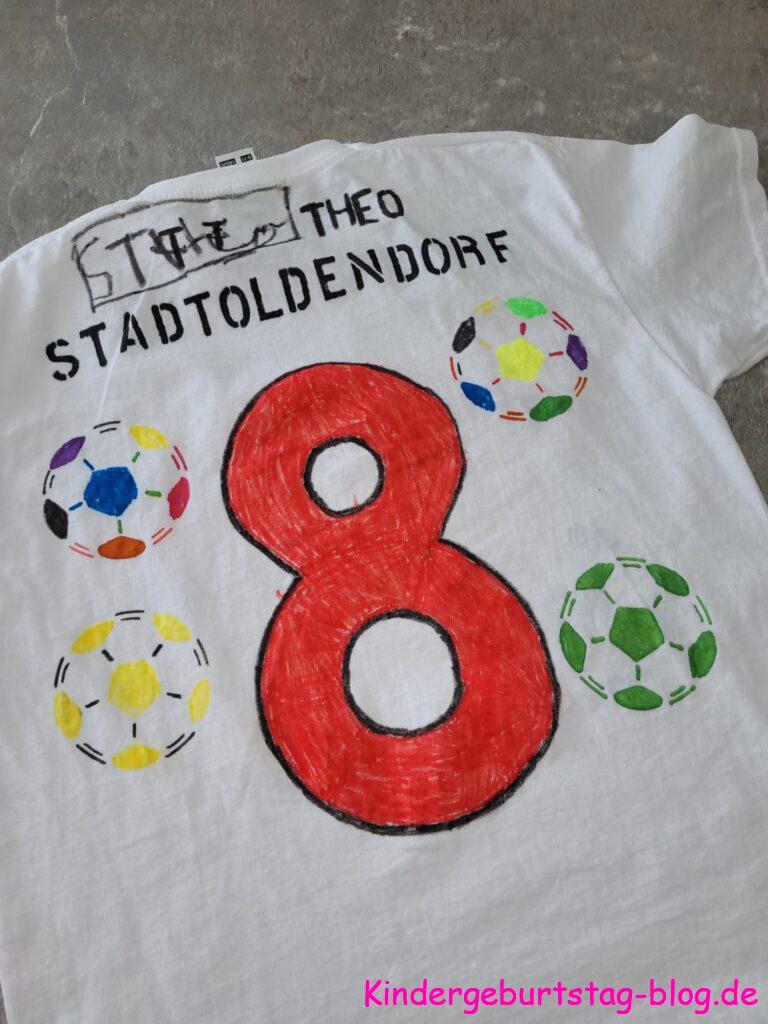 THEO
STADTOLDENDORF
8
Kindergeburtstag-blog.de